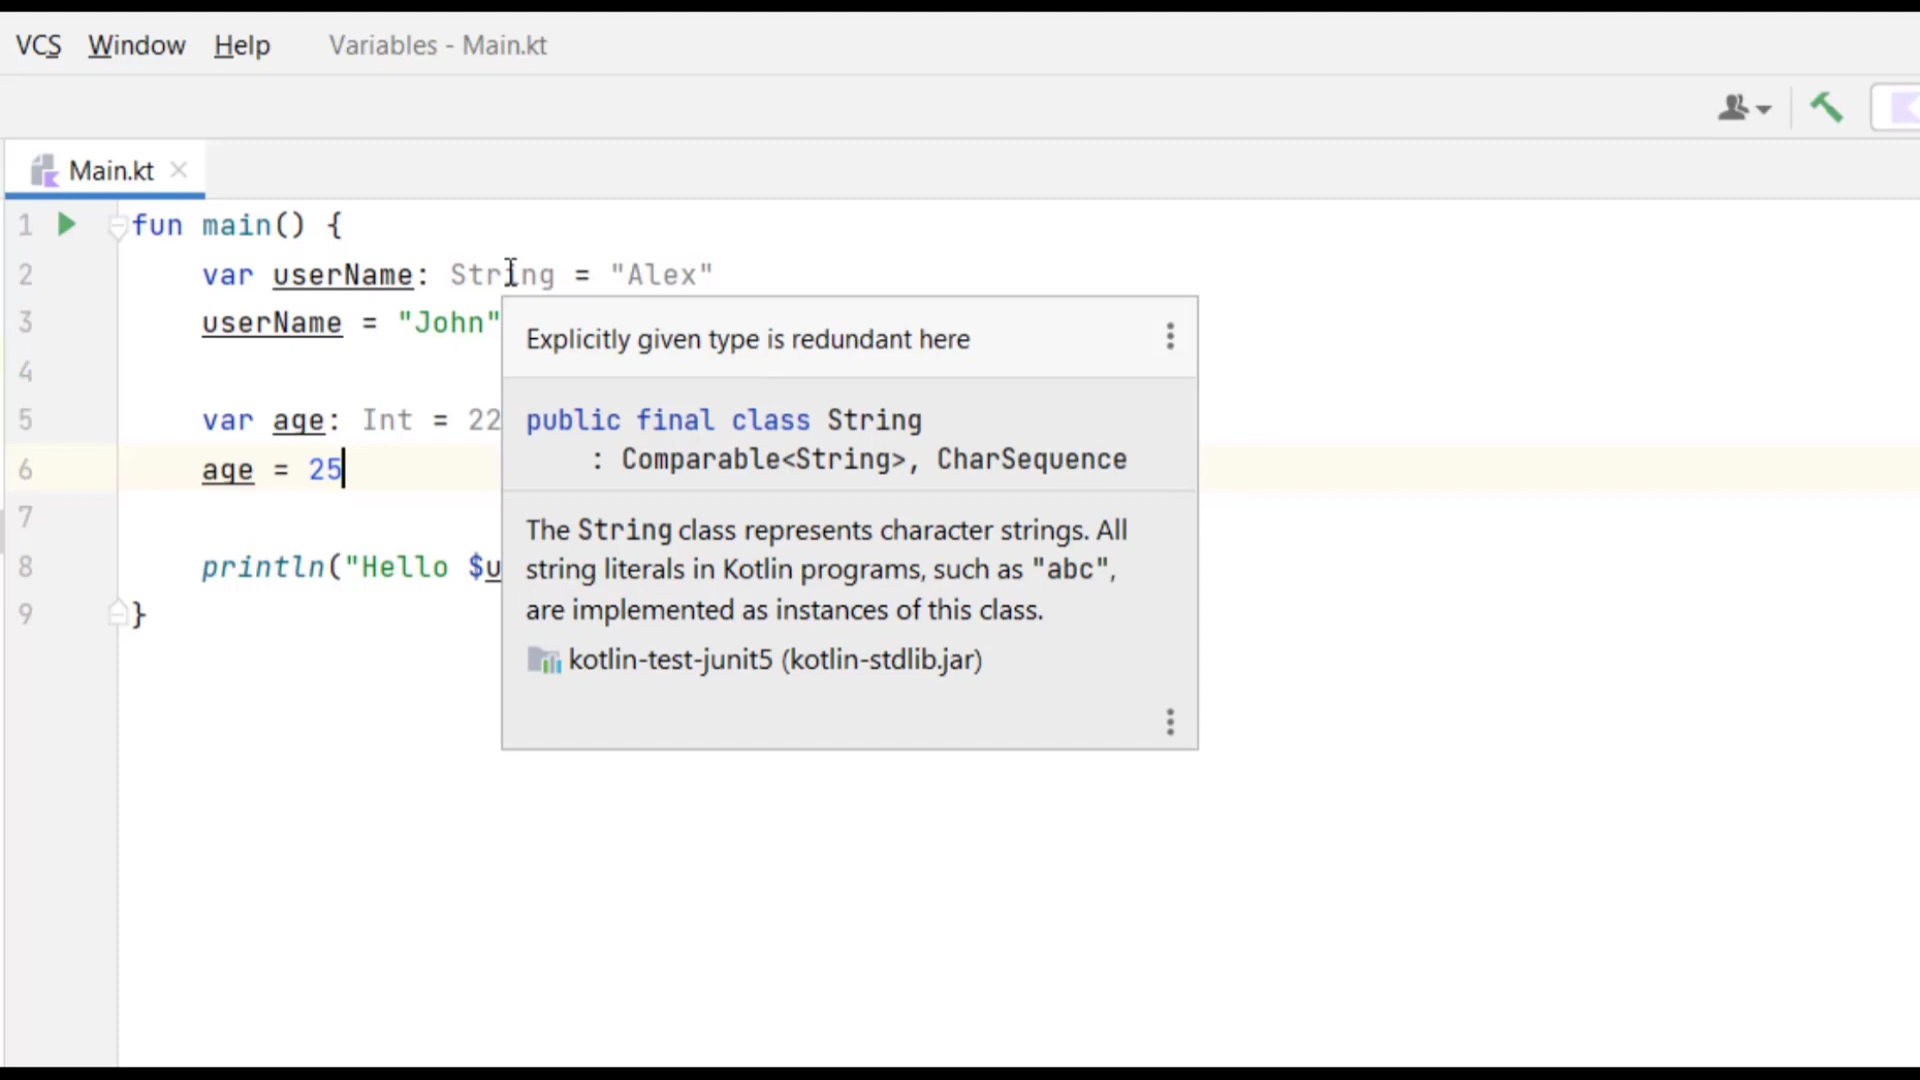 VCS Window Help Variables - Main.kt
Main.kt
1 fun main() {
2 var userName: String = "Alex"
3 userName = "John"
Explicitly given type is redundant here
4
5 var age: Int = 22
public final class String
: Comparable<String>, CharSequence
6 age = 25
7
The String class represents character strings. All
string literals in Kotlin programs, such as "abc",
are implemented as instances of this class.
8 println("Hello $u
9 }
kotlin-test-junit5 (kotlin-stdlib.jar)